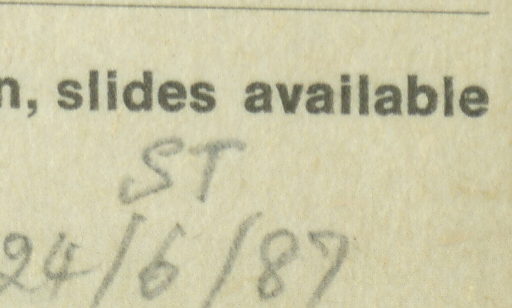 n, slides available
ST
24/6/87